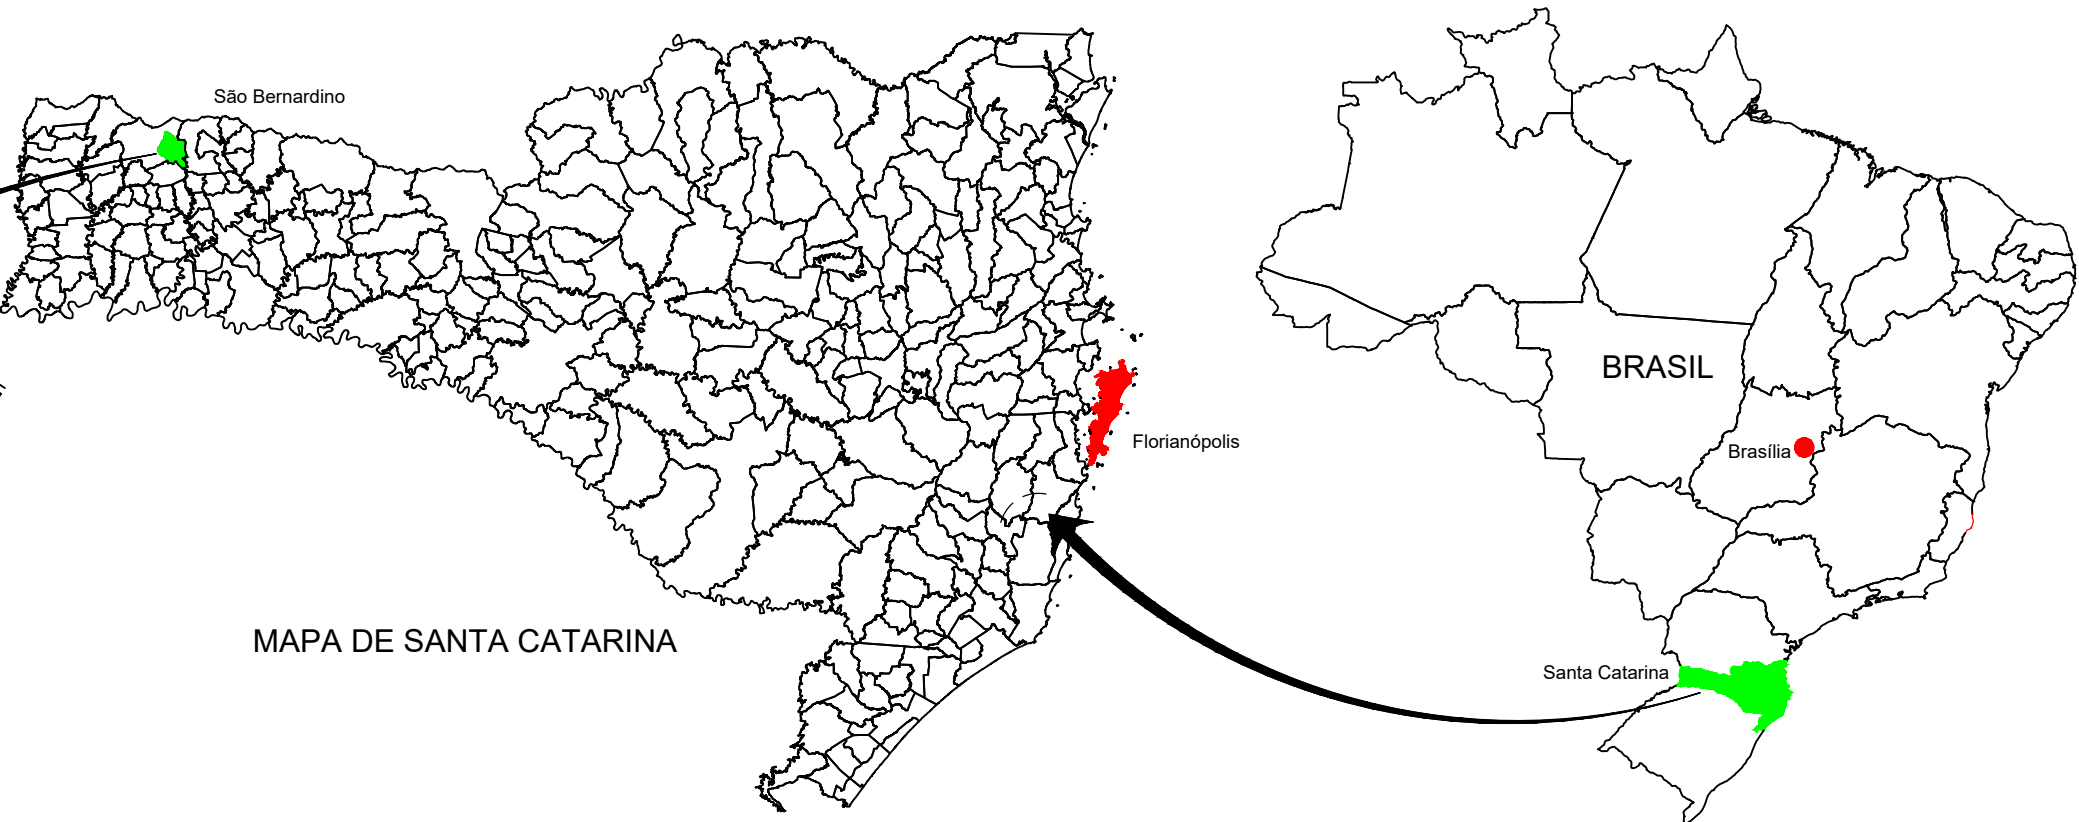 São Bernardino
BRASIL
Florianópolis
Brasília
MAPA DE SANTA CATARINA
Santa Catarina